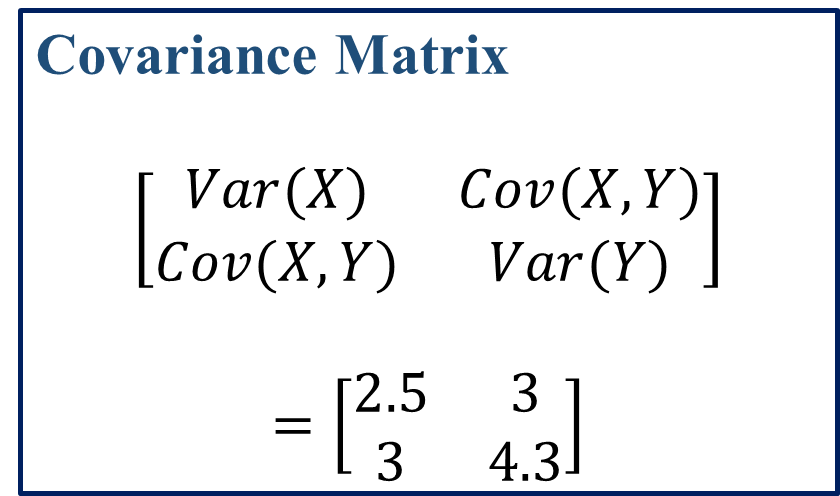 Covariance Matrix
[Var(X) Cov(X,Y)]
[Cov(X,Y) Var(Y)]
= [2.5 3]
[3 4.3]